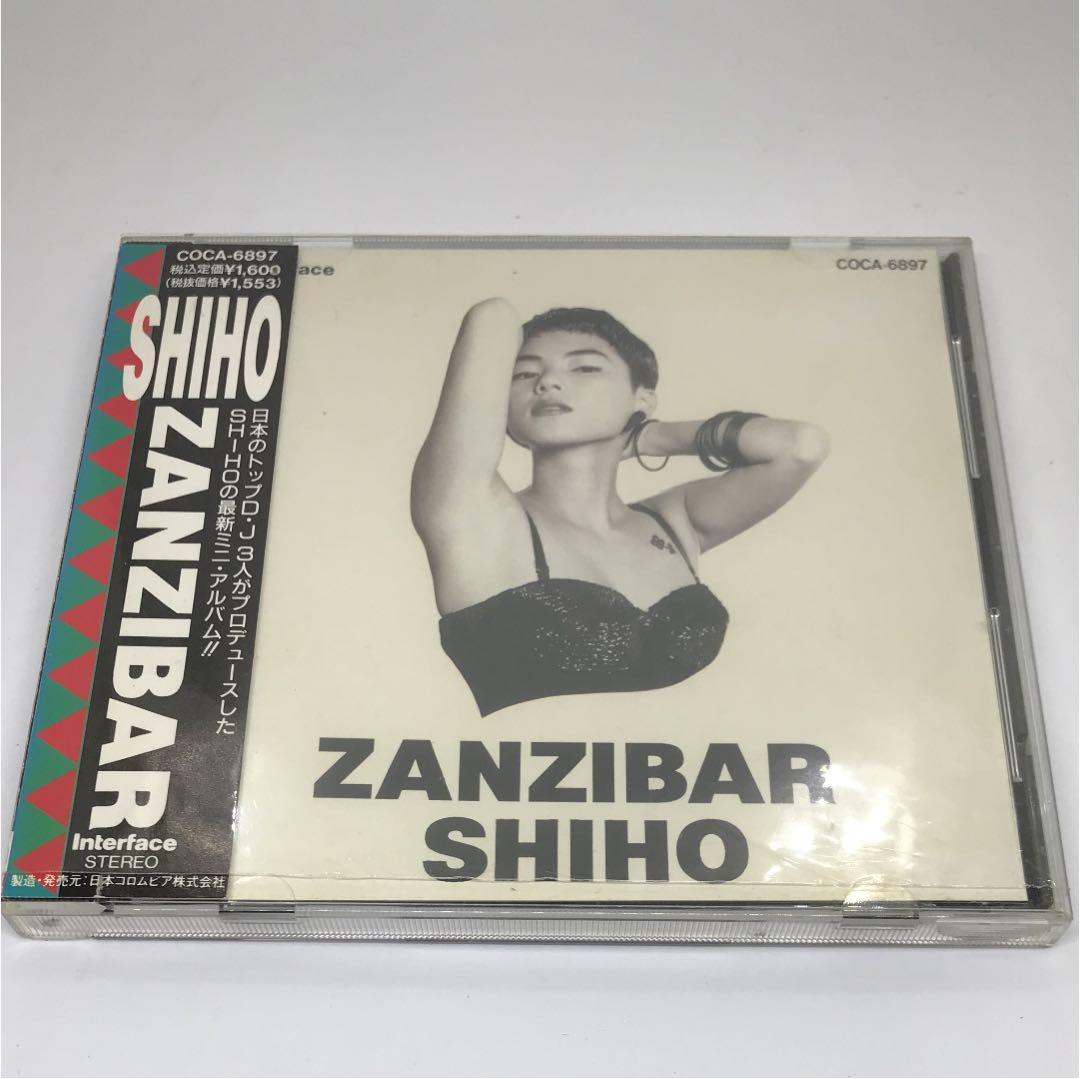 COCA-6897
税込定価¥1,600
(税抜価格¥1,553)
SHIHO
ZANZIBAR
日本のトップD・J 3人がプロデュースした
SHIHOの最新ミニ・アルバム!!
Interface
STEREO
製造・発売元:日本コロムビア株式会社
ace
COCA-6897
ZANZIBAR
SHIHO